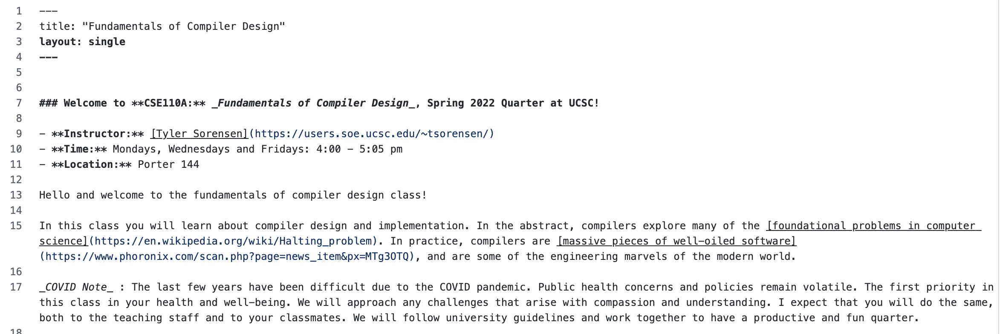 1 ---
2 title: "Fundamentals of Compiler Design"
3 layout: single
4 ---
5
6
7 ### Welcome to **CSE110A:** _Fundamentals of Compiler Design_, Spring 2022 Quarter at UCSC!
8
9 - **Instructor:** [Tyler Sorensen](https://users.soe.ucsc.edu/~tsorensen/)
10 - **Time:** Mondays, Wednesdays and Fridays: 4:00 - 5:05 pm
11 - **Location:** Porter 144
12
13 Hello and welcome to the fundamentals of compiler design class!
14
15 In this class you will learn about compiler design and implementation. In the abstract, compilers explore many of the [foundational problems in computer
science](https://en.wikipedia.org/wiki/Halting_problem). In practice, compilers are [massive pieces of well-oiled software]
(https://www.phoronix.com/scan.php?page=news_item&px=MTg3OTQ), and are some of the engineering marvels of the modern world.
16
17 _COVID Note_ : The last few years have been difficult due to the COVID pandemic. Public health concerns and policies remain volatile. The first priority in
this class in your health and well-being. We will approach any challenges that arise with compassion and understanding. I expect that you will do the same,
both to the teaching staff and to your classmates. We will follow university guidelines and work together to have a productive and fun quarter.
18